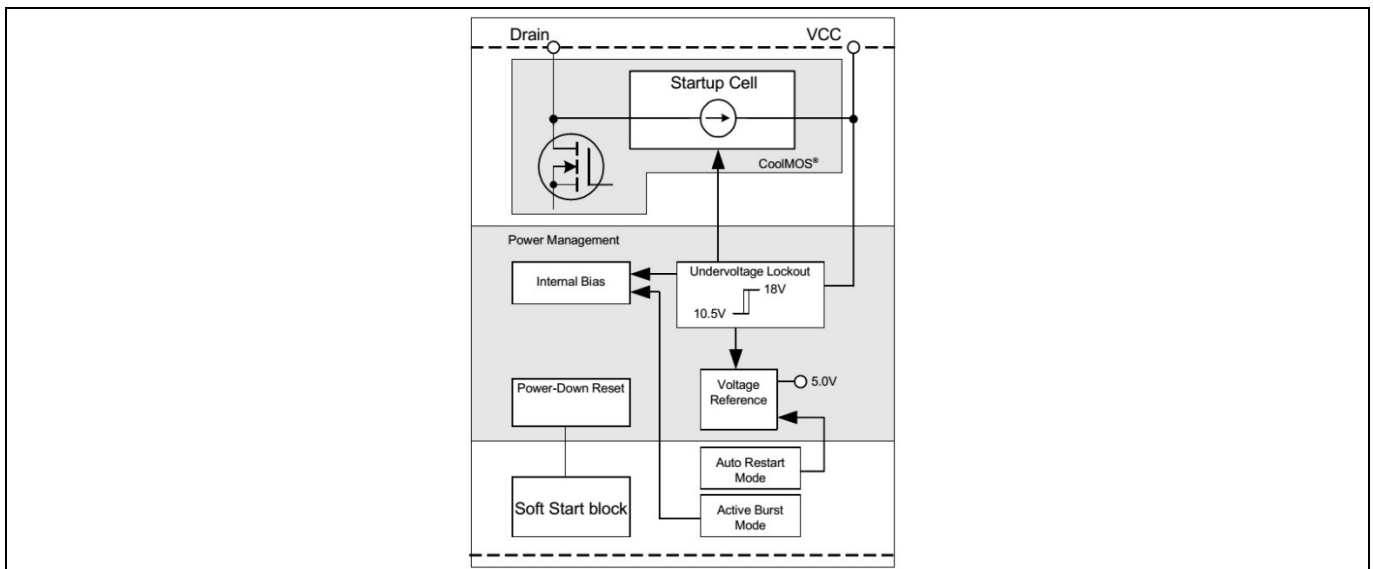 Drain
VCC
Startup Cell
CoolMOS®
Power Management
Internal Bias
Undervoltage Lockout
18V
10.5V
Power-Down Reset
Voltage
Reference
5.0V
Auto Restart
Mode
Soft Start block
Active Burst
Mode